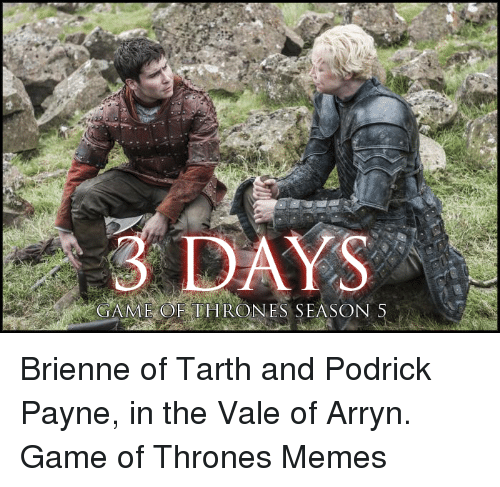 3 DAYS
GAME OF THRONES SEASON 5
Brienne of Tarth and Podrick
Payne, in the Vale of Arryn.
Game of Thrones Memes